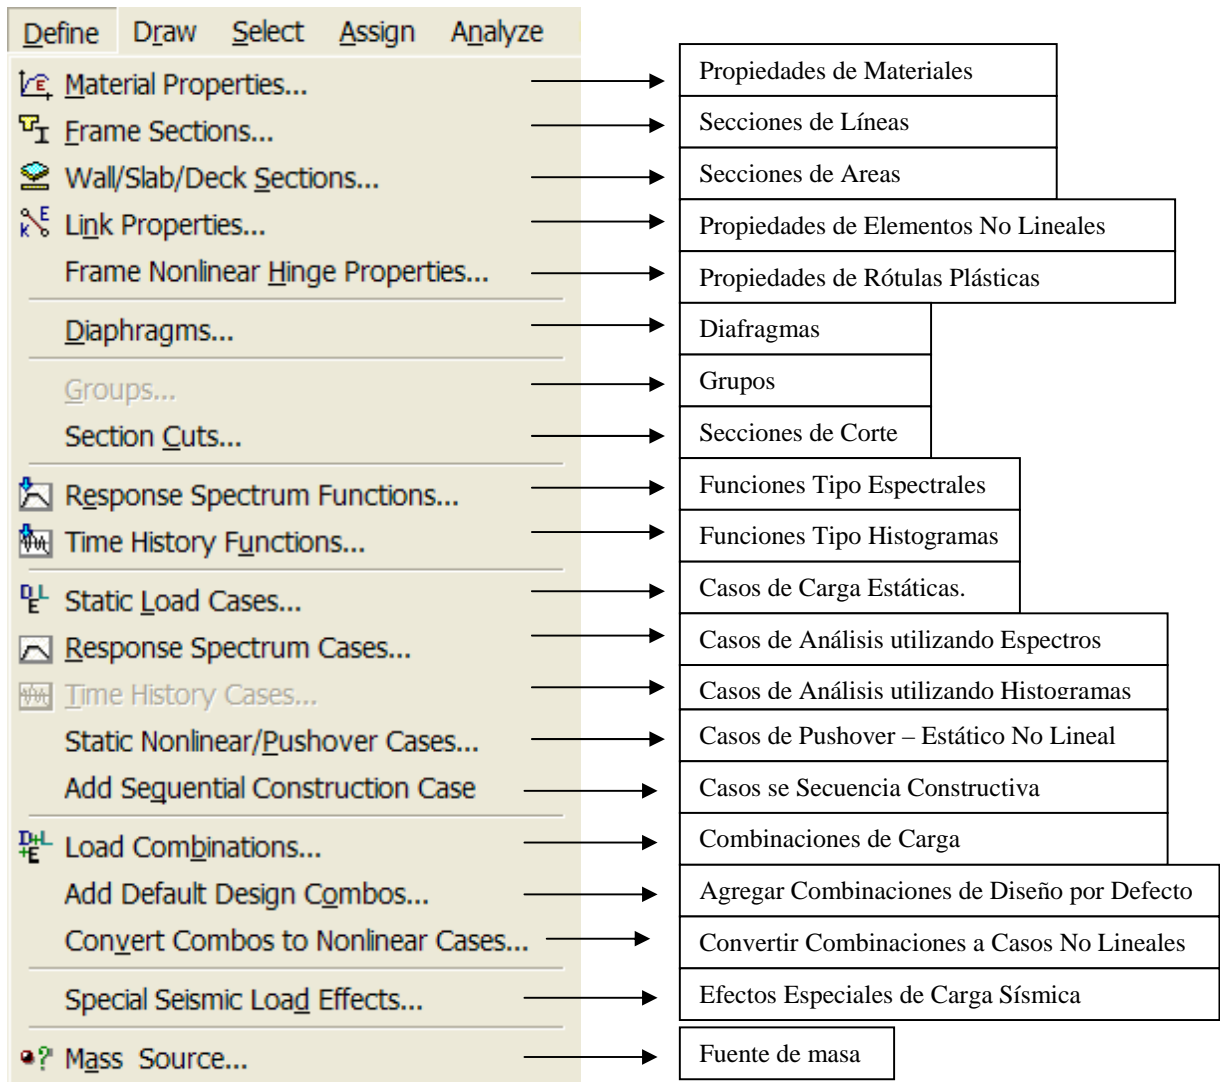 Define Draw Select Assign Analyze
Material Properties... Propiedades de Materiales
Frame Sections... Secciones de Líneas
Wall/Slab/Deck Sections... Secciones de Areas
Link Properties... Propiedades de Elementos No Lineales
Frame Nonlinear Hinge Properties... Propiedades de Rótulas Plásticas
Diaphragms... Diafragmas
Groups... Grupos
Section Cuts... Secciones de Corte
Response Spectrum Functions... Funciones Tipo Espectrales
Time History Functions... Funciones Tipo Histogramas
Static Load Cases... Casos de Carga Estáticas.
Response Spectrum Cases... Casos de Análisis utilizando Espectros
Time History Cases... Casos de Análisis utilizando Histogramas
Static Nonlinear/Pushover Cases... Casos de Pushover – Estático No Lineal
Add Sequential Construction Case Casos se Secuencia Constructiva
Load Combinations... Combinaciones de Carga
Add Default Design Combos... Agregar Combinaciones de Diseño por Defecto
Convert Combos to Nonlinear Cases... Convertir Combinaciones a Casos No Lineales
Special Seismic Load Effects... Efectos Especiales de Carga Sísmica
Mass Source... Fuente de masa